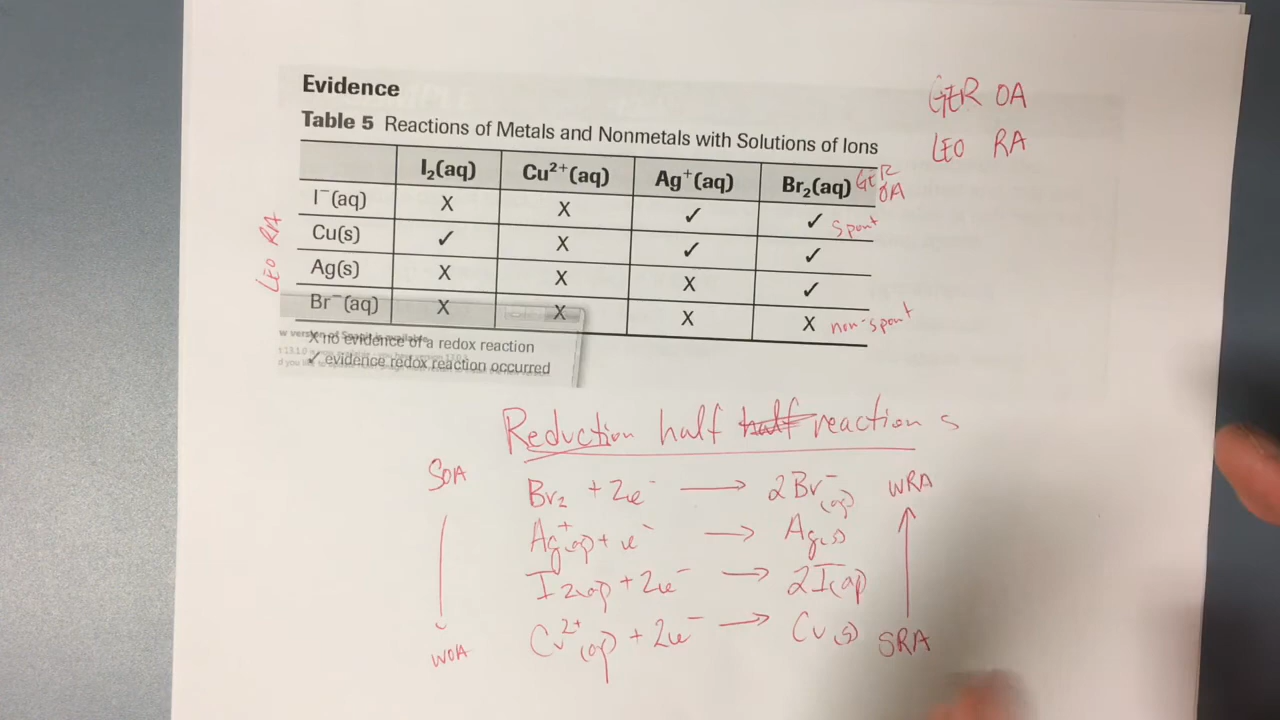 Evidence
GER OA
Table 5 Reactions of Metals and Nonmetals with Solutions of Ions
LEO RA
I₂(aq) Cu²⁺(aq) Ag⁺(aq) Br₂(aq) GER OA
I⁻(aq) X X ✓ ✓ spont
Cu(s) ✓ X ✓ ✓
LEO RA
Ag(s) X X X ✓
Br⁻(aq) X X X X non-spont
X no evidence of a redox reaction
✓ evidence redox reaction occurred
Reduction half half reactions
SOA
Br₂ + 2e⁻ → 2Br⁻(aq) WRA
Ag⁺(aq) + e⁻ → Ag(s)
I₂(aq) + 2e⁻ → 2I⁻(aq)
Cu²⁺(aq) + 2e⁻ → Cu(s) SRA
WOA